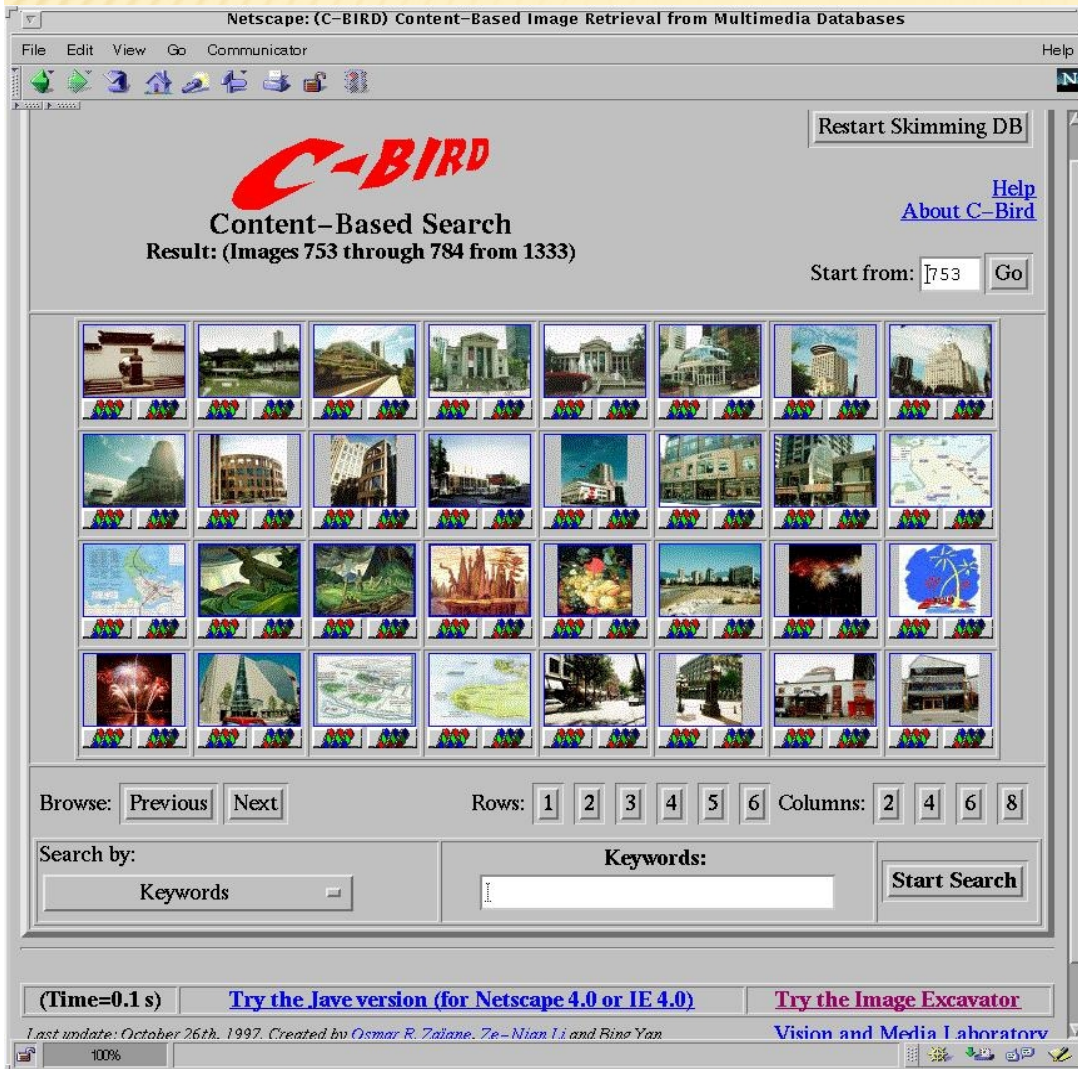 Netscape: (C-BIRD) Content-Based Image Retrieval from Multimedia Databases
File Edit View Go Communicator Help
N
Restart Skimming DB
C-BIRD
Help
About C-Bird
Content-Based Search
Result: (Images 753 through 784 from 1333)
Start from: 753 Go
Browse: Previous Next Rows: 1 2 3 4 5 6 Columns: 2 4 6 8
Search by: Keywords:
Keywords Start Search
(Time=0.1 s) Try the Jave version (for Netscape 4.0 or IE 4.0) Try the Image Excavator
Last update: October 26th, 1997. Created by Osmar R. Zaïane, Ze-Nian Li and Bing Yan Vision and Media Laboratory
100%